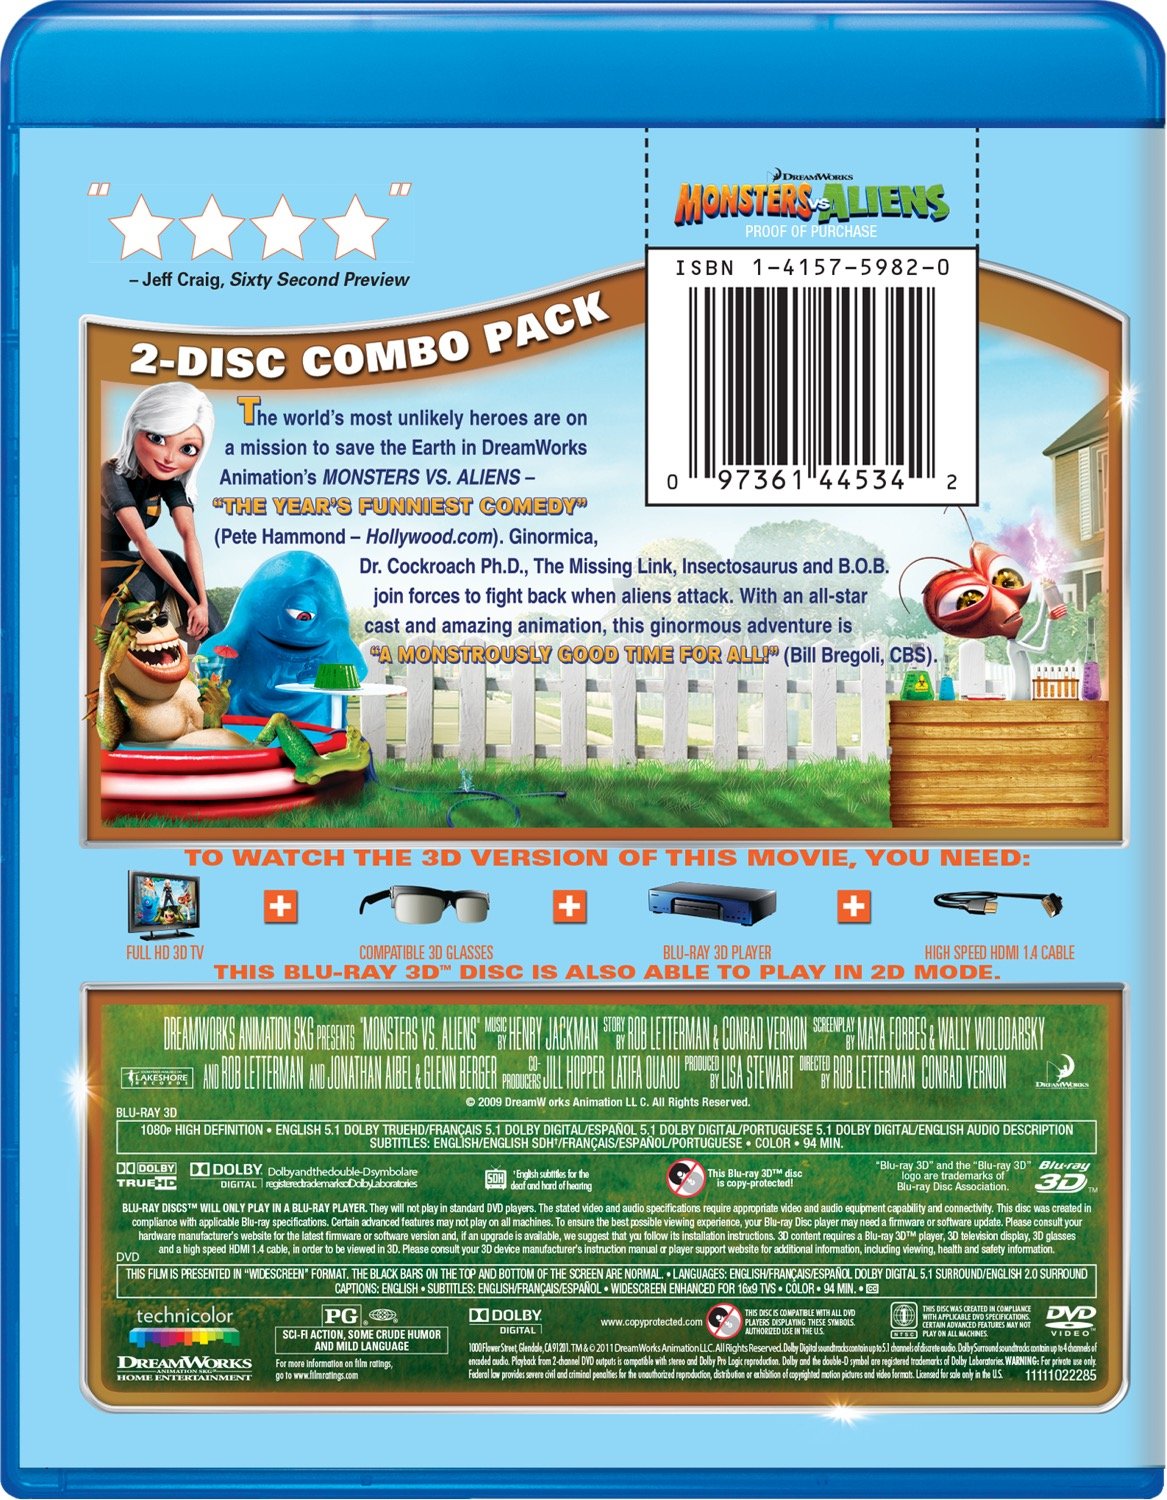 DREAMWORKS
MONSTERS VS ALIENS
PROOF OF PURCHASE
" "
– Jeff Craig, Sixty Second Preview
ISBN 1-4157-5982-0
0 97361 44534 2
2-DISC COMBO PACK
The world's most unlikely heroes are on
a mission to save the Earth in DreamWorks
Animation's MONSTERS VS. ALIENS –
"THE YEAR'S FUNNIEST COMEDY"
(Pete Hammond – Hollywood.com). Ginormica,
Dr. Cockroach Ph.D., The Missing Link, Insectosaurus and B.O.B.
join forces to fight back when aliens attack. With an all-star
cast and amazing animation, this ginormous adventure is
"A MONSTROUSLY GOOD TIME FOR ALL!" (Bill Bregoli, CBS).
TO WATCH THE 3D VERSION OF THIS MOVIE, YOU NEED:
FULL HD 3D TV + COMPATIBLE 3D GLASSES + BLU-RAY 3D PLAYER + HIGH SPEED HDMI 1.4 CABLE
THIS BLU-RAY 3D™ DISC IS ALSO ABLE TO PLAY IN 2D MODE.
DREAMWORKS ANIMATION SKG PRESENTS "MONSTERS VS. ALIENS" MUSIC BY HENRY JACKMAN STORY BY ROB LETTERMAN & CONRAD VERNON SCREENPLAY BY MAYA FORBES & WALLY WOLODARSKY
LAKESHORE RECORDS
AND ROB LETTERMAN AND JONATHAN AIBEL & GLENN BERGER CO-PRODUCERS JILL HOPPER LATIFA OUAOU PRODUCED BY LISA STEWART DIRECTED BY ROB LETTERMAN CONRAD VERNON
DREAMWORKS
© 2009 DreamW orks Animation LL C. All Rights Reserved.
BLU-RAY 3D
1080p HIGH DEFINITION • ENGLISH 5.1 DOLBY TRUEHD/FRANÇAIS 5.1 DOLBY DIGITAL/ESPAÑOL 5.1 DOLBY DIGITAL/PORTUGUESE 5.1 DOLBY DIGITAL/ENGLISH AUDIO DESCRIPTION
SUBTITLES: ENGLISH/ENGLISH SDH†/FRANÇAIS/ESPAÑOL/PORTUGUESE • COLOR • 94 MIN.
DOLBY
TRUEHD
DOLBY
DIGITAL
Dolby and the double-D symbol are
registered trademarks of Dolby Laboratories
SDH
†English subtitles for the
deaf and hard of hearing
This Blu-ray 3D™ disc
is copy-protected!
"Blu-ray 3D" and the "Blu-ray 3D"
logo are trademarks of
Blu-ray Disc Association.
Blu-ray
3D™
BLU-RAY DISCS™ WILL ONLY PLAY IN A BLU-RAY PLAYER. They will not play in standard DVD players. The stated video and audio specifications require appropriate video and audio equipment capability and connectivity. This disc was created in
compliance with applicable Blu-ray specifications. Certain advanced features may not play on all machines. To ensure the best possible viewing experience, your Blu-ray Disc player may need a firmware or software update. Please consult your
hardware manufacturer's website for the latest firmware or software version and, if an upgrade is available, we suggest that you follow its installation instructions. 3D content requires a Blu-ray 3D™ player, 3D television display, 3D glasses
and a high speed HDMI 1.4 cable, in order to be viewed in 3D. Please consult your 3D device manufacturer's instruction manual or player support website for additional information, including viewing, health and safety information.
DVD
THIS FILM IS PRESENTED IN "WIDESCREEN" FORMAT. THE BLACK BARS ON THE TOP AND BOTTOM OF THE SCREEN ARE NORMAL. • LANGUAGES: ENGLISH/FRANÇAIS/ESPAÑOL DOLBY DIGITAL 5.1 SURROUND/ENGLISH 2.0 SURROUND
CAPTIONS: ENGLISH • SUBTITLES: ENGLISH/FRANÇAIS/ESPAÑOL • WIDESCREEN ENHANCED FOR 16x9 TVS • COLOR • 94 MIN. • CC
technicolor
DREAMWORKS
ANIMATION SKG
HOME ENTERTAINMENT
PG
SCI-FI ACTION, SOME CRUDE HUMOR
AND MILD LANGUAGE
For more information on film ratings,
go to www.filmratings.com
DOLBY
DIGITAL
www.copyprotected.com
THIS DISC IS COMPATIBLE WITH ALL DVD
PLAYERS DISPLAYING THESE SYMBOLS.
AUTHORIZED USE IN THE U.S.
NTSC
THIS DISC WAS CREATED IN COMPLIANCE
WITH APPLICABLE DVD SPECIFICATIONS.
CERTAIN ADVANCED FEATURES MAY NOT
PLAY ON ALL MACHINES.
DVD
VIDEO
1000 Flower Street, Glendale, CA 91201. TM & © 2011 DreamWorks Animation LLC. All Rights Reserved. Dolby Digital soundtracks contain up to 5.1 channels of discrete audio. Dolby Surround soundtracks contain up to 4 channels of
encoded audio. Playback from 2-channel DVD outputs is compatible with stereo and Dolby Pro Logic reproduction. Dolby and the double-D symbol are registered trademarks of Dolby Laboratories. WARNING: For private use only.
Federal law provides severe civil and criminal penalties for the unauthorized reproduction, distribution or exhibition of copyrighted motion pictures and video formats. Licensed for sale only in the U.S.
11111022285